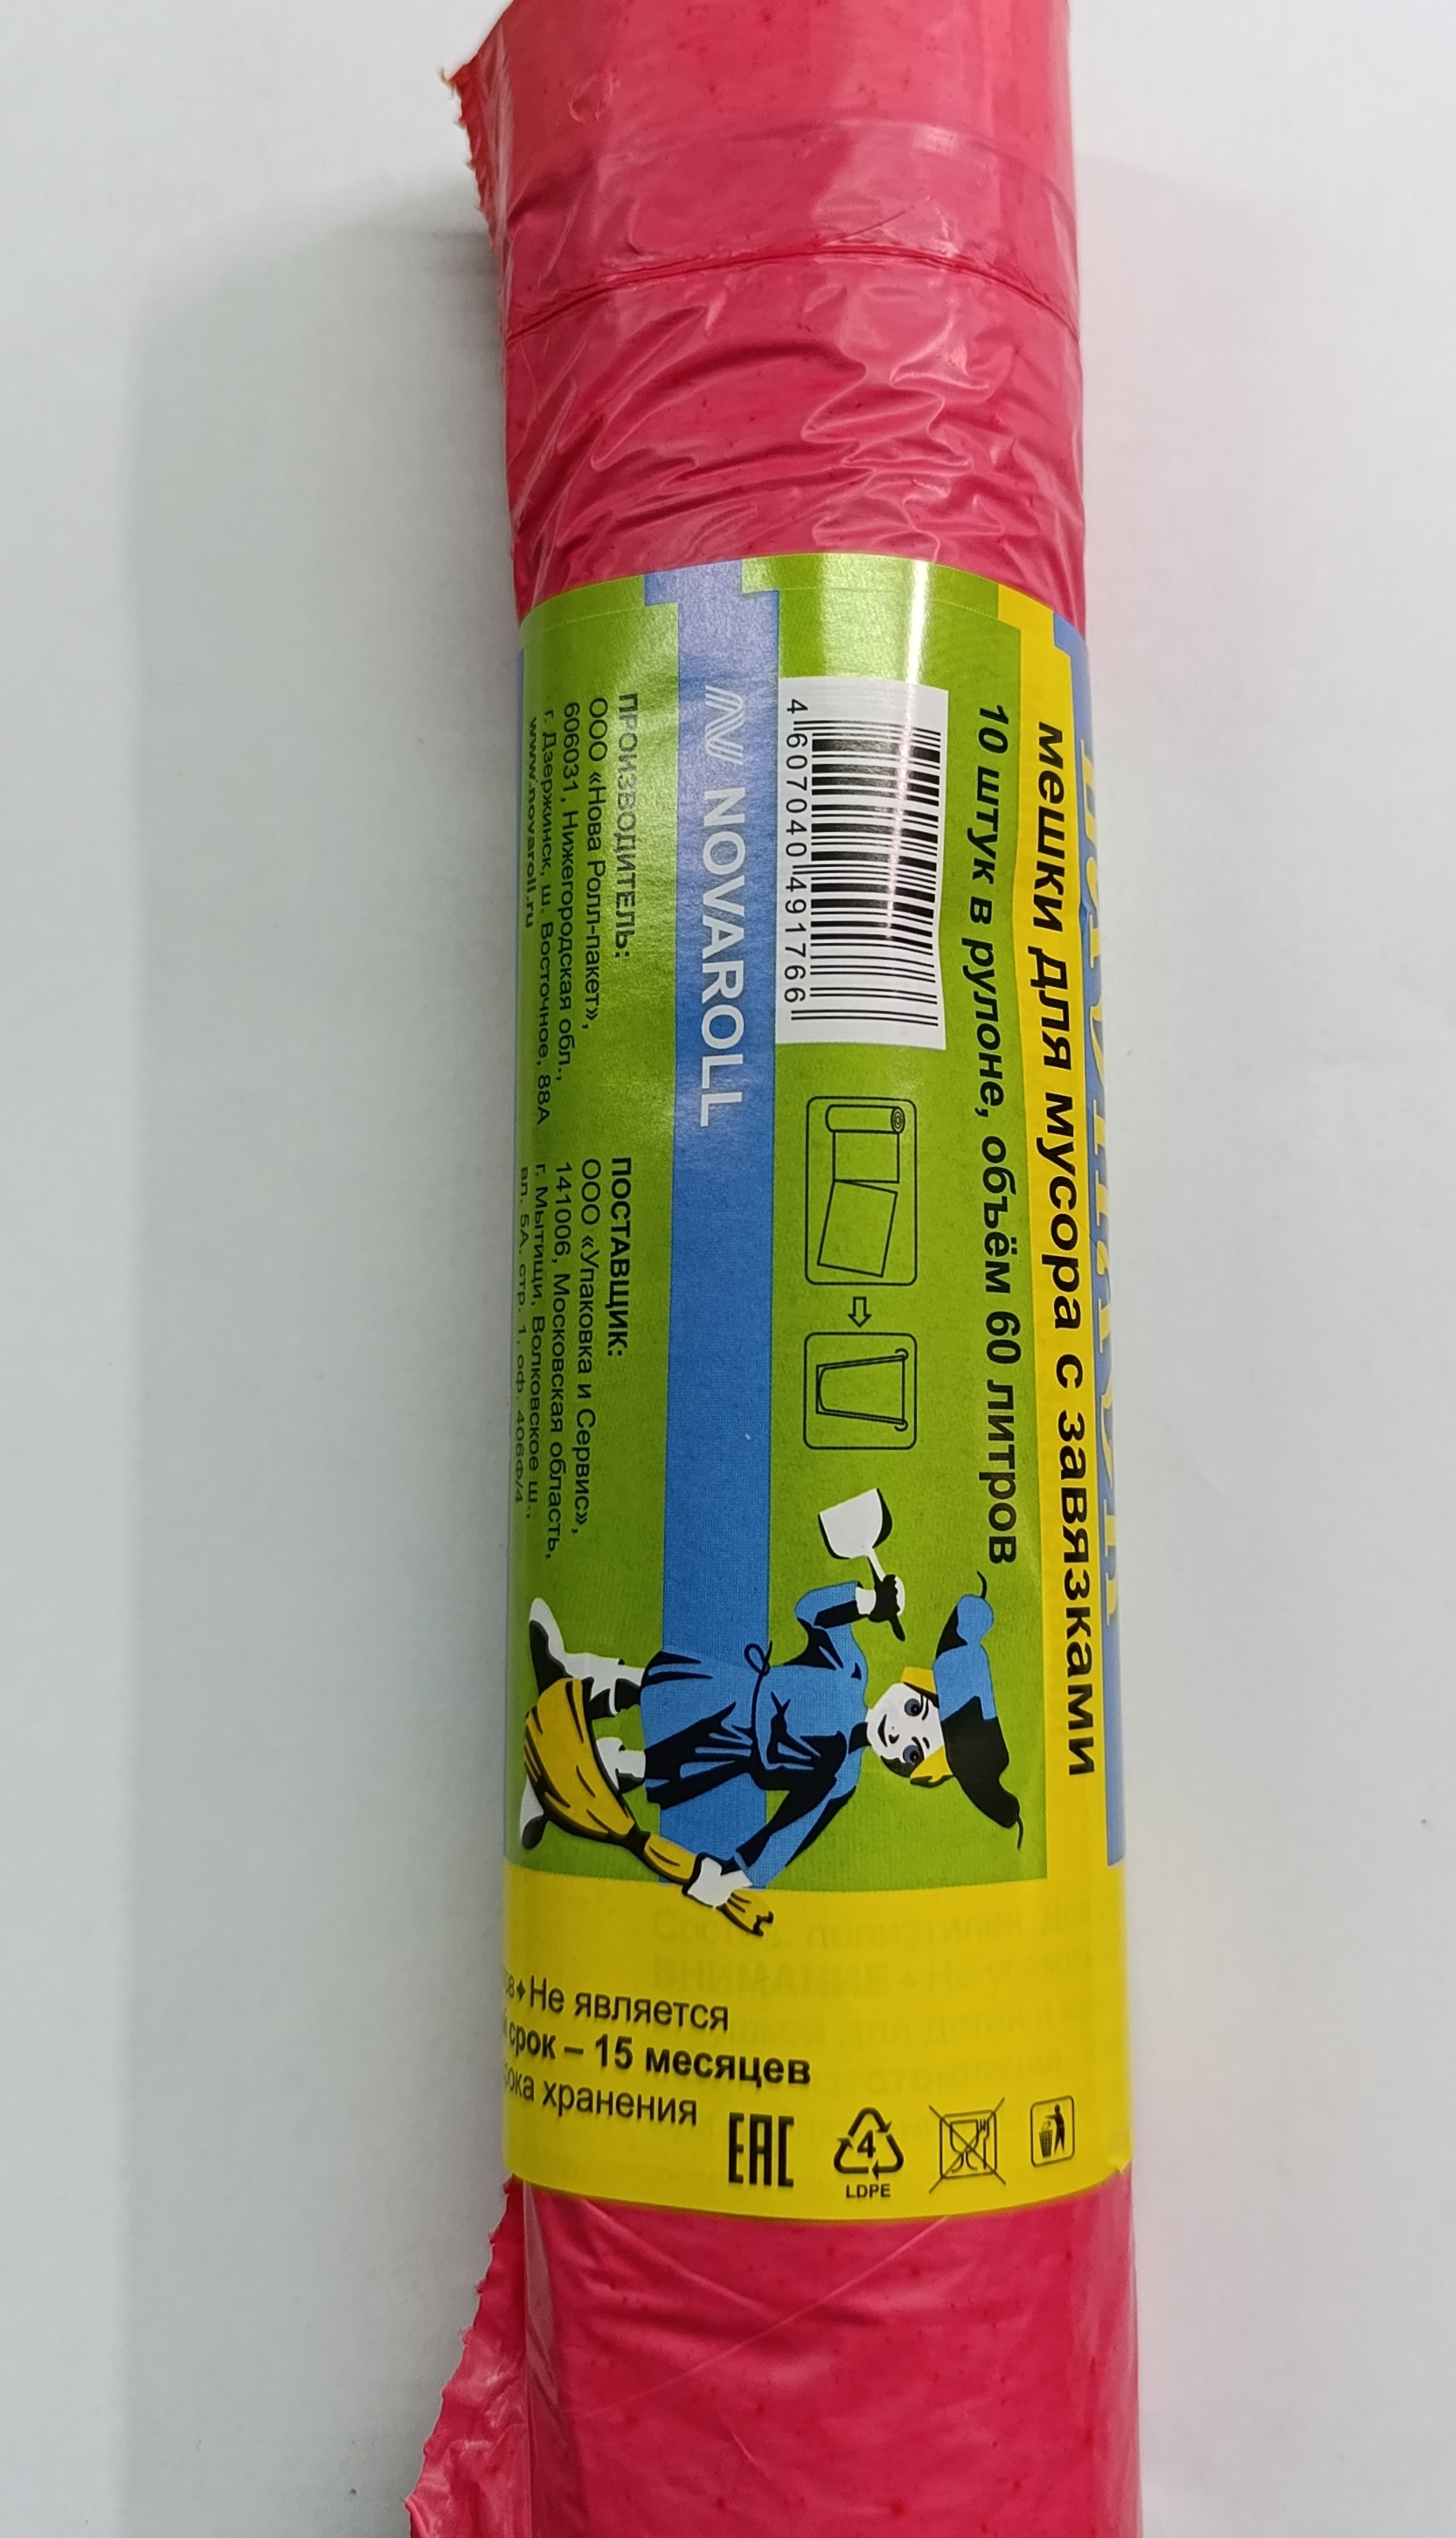 мешки для мусора с завязками
10 штук в рулоне, объём 60 литров
4 607040 491766
NOVAROLL
ПРОИЗВОДИТЕЛЬ:
ООО «Нова Ролл-пакет»,
606031, Нижегородская обл.,
г. Дзержинск, ш. Восточное, 88А
www.novaroll.ru
ПОСТАВЩИК:
ООО «Упаковка и Сервис»,
141006, Московская область,
г. Мытищи, Волковское ш.,
вл. 5А, стр. 1, оф. 406Ф/4
Не является
срок – 15 месяцев
хранения
ЕАС
4
LDPE